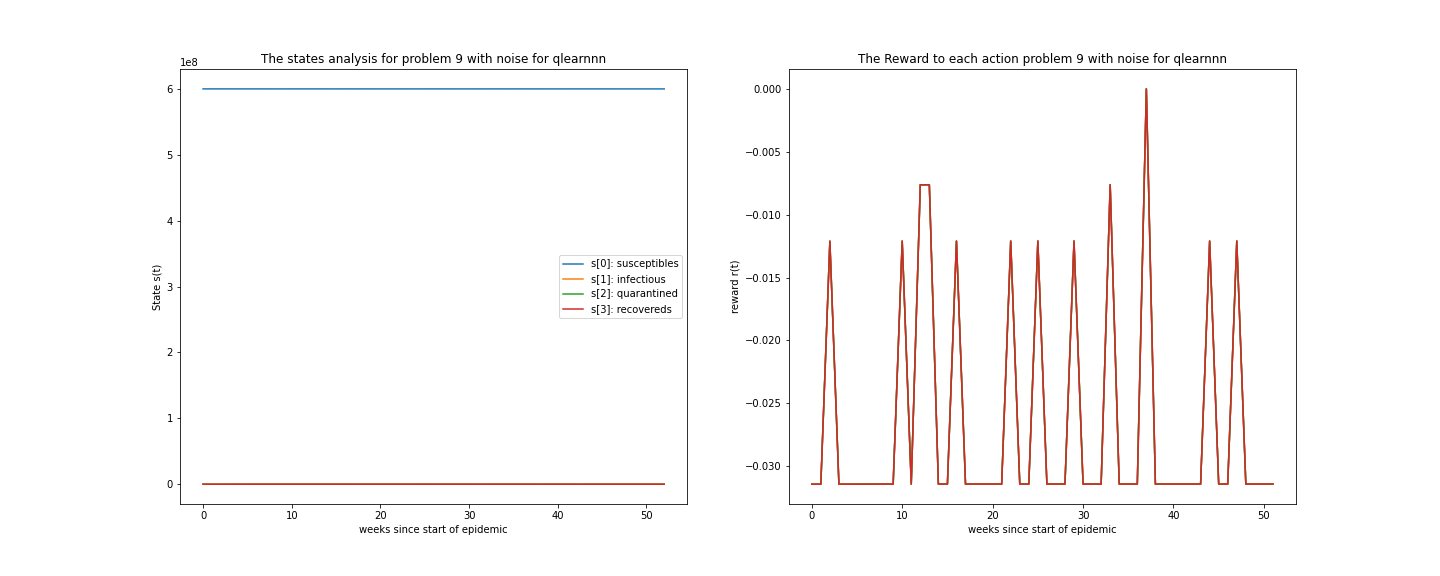 The states analysis for problem 9 with noise for qlearnnn
1e8
6
5
4
3
2
1
0
State s(t)
s[0]: susceptibles
s[1]: infectious
s[2]: quarantined
s[3]: recovereds
0 10 20 30 40 50
weeks since start of epidemic
The Reward to each action problem 9 with noise for qlearnnn
0.000
−0.005
−0.010
−0.015
−0.020
−0.025
−0.030
reward r(t)
0 10 20 30 40 50
weeks since start of epidemic